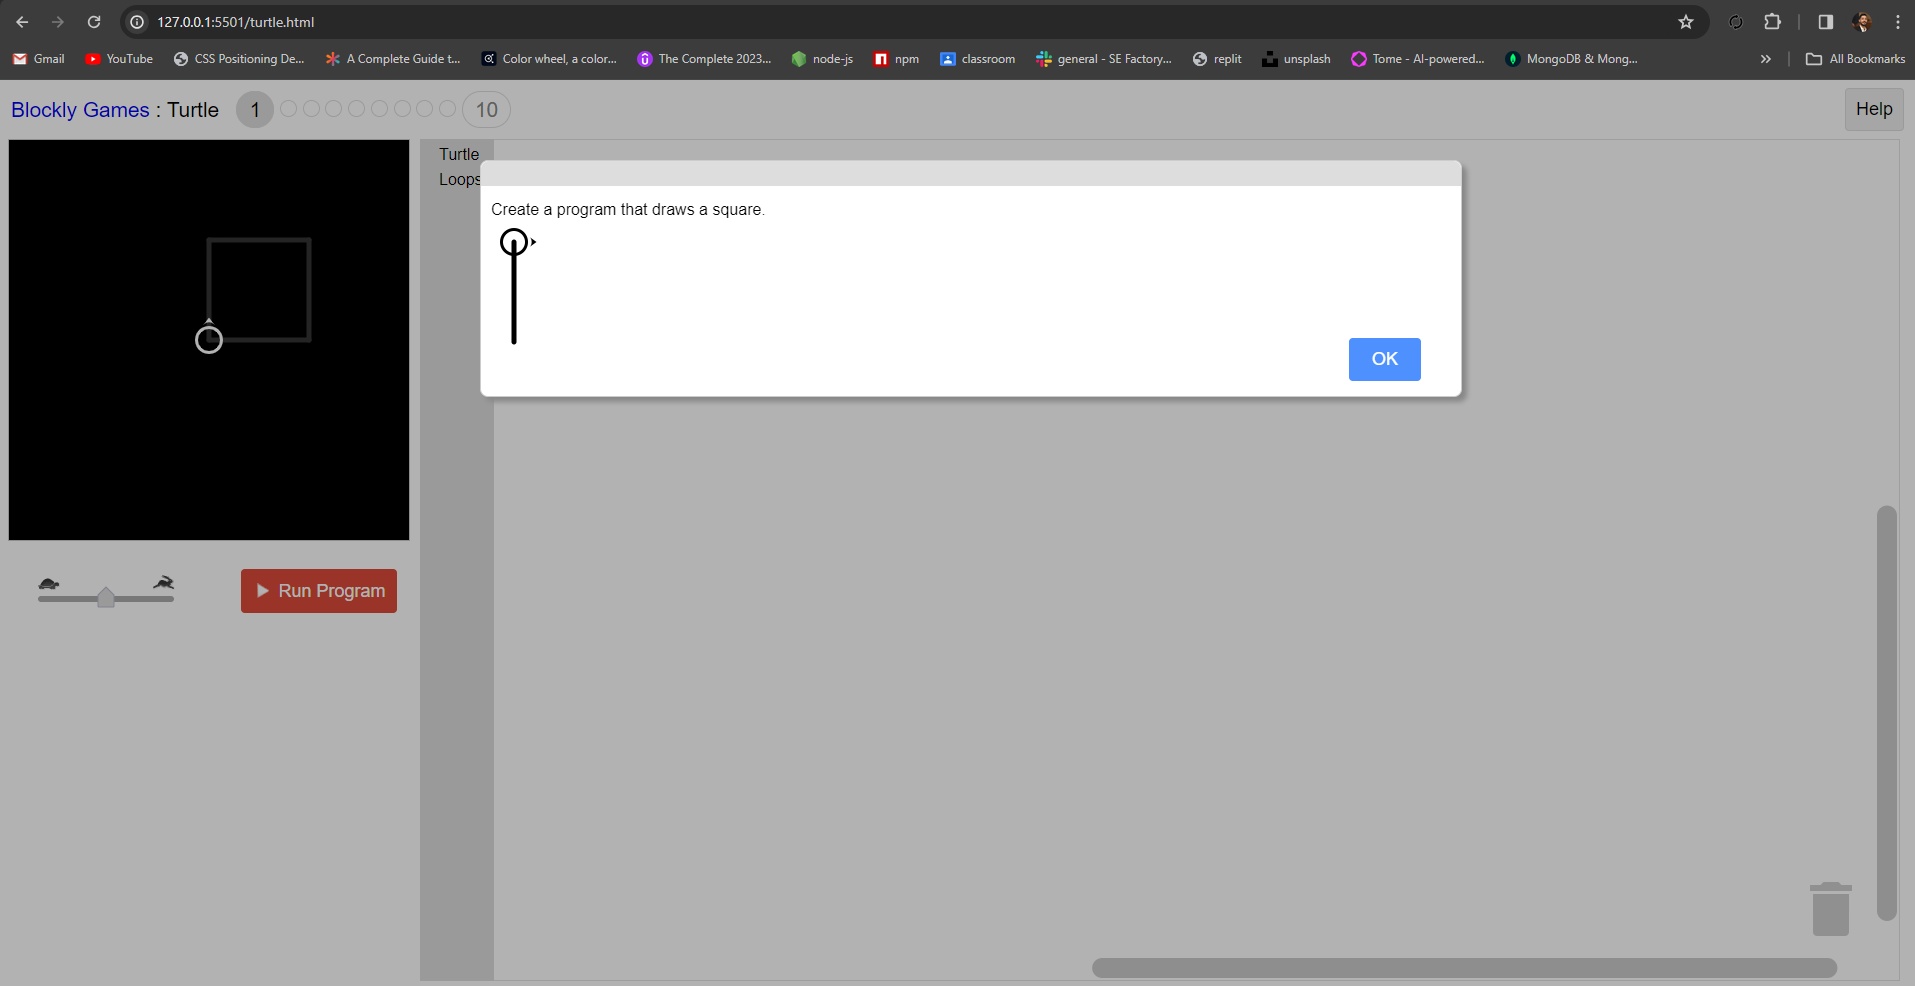 127.0.0.1:5501/turtle.html
Gmail YouTube CSS Positioning De... A Complete Guide t... Color wheel, a color... The Complete 2023... node-js npm classroom general - SE Factory... replit unsplash Tome - AI-powered... MongoDB & Mong... » All Bookmarks
Blockly Games : Turtle 1 10 Help
Turtle
Loops
Create a program that draws a square.
OK
Run Program